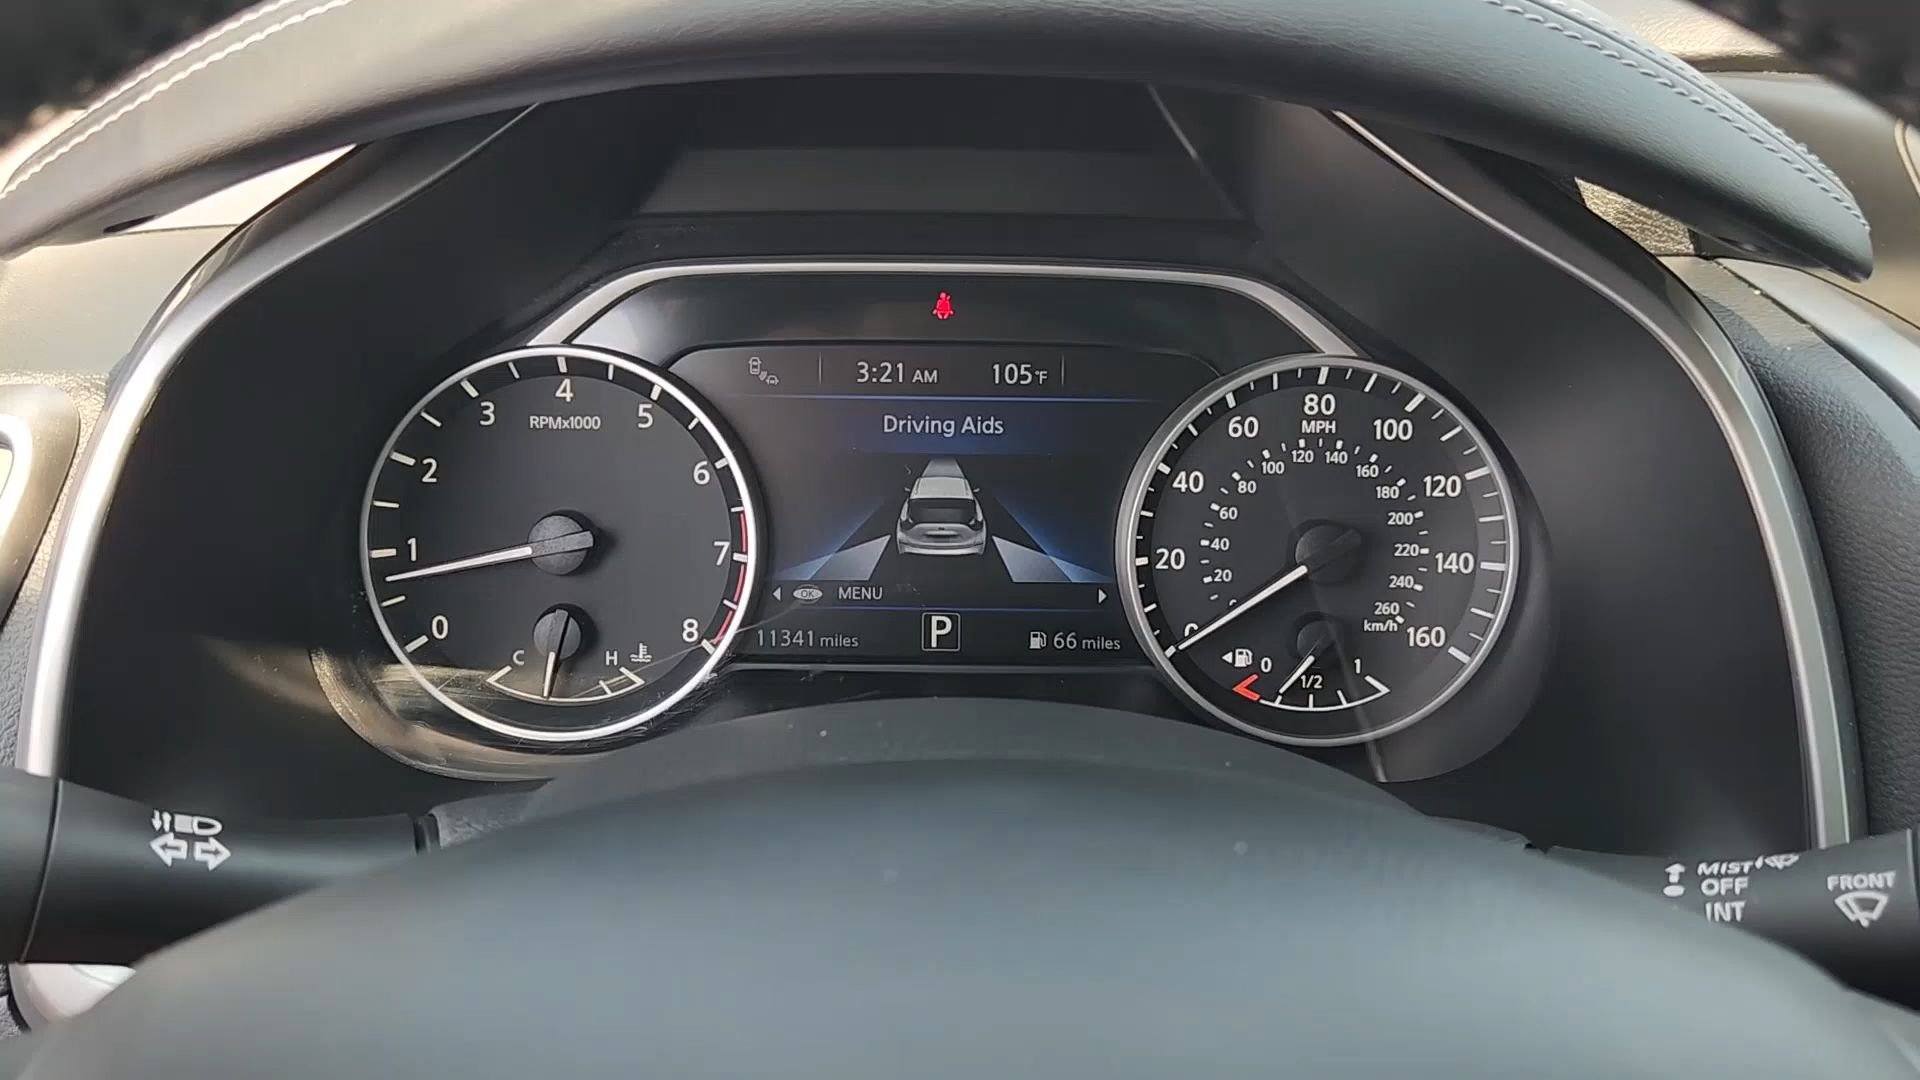 3:21 AM 105°F
Driving Aids
OK MENU
11341 miles P 66 miles
0 1 2 3 4 5 6 7 8
RPMx1000
C H
0 20 40 60 80 100 120 140 160
MPH
20 40 60 80 100 120 140 160 180 200 220 240 260
km/h
0 1/2 1
MIST
OFF
INT
FRONT